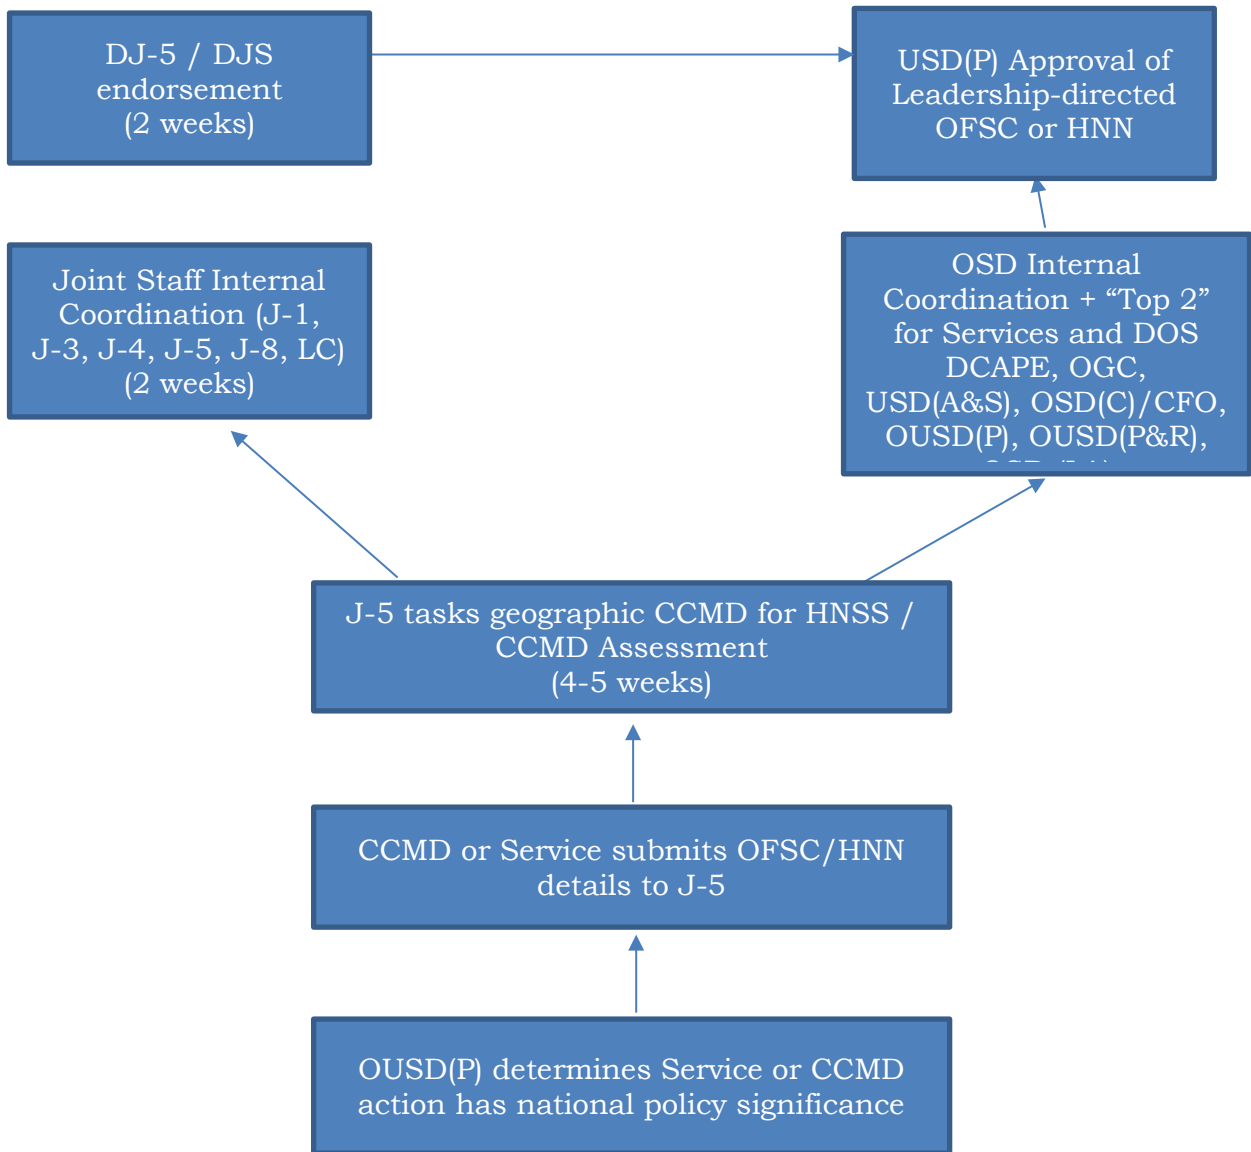 DJ-5 / DJS
endorsement
(2 weeks)
USD(P) Approval of
Leadership-directed
OFSC or HNN
Joint Staff Internal
Coordination (J-1,
J-3, J-4, J-5, J-8, LC)
(2 weeks)
OSD Internal
Coordination + “Top 2”
for Services and DOS
DCAPE, OGC,
USD(A&S), OSD(C)/CFO,
OUSD(P), OUSD(P&R),
J-5 tasks geographic CCMD for HNSS /
CCMD Assessment
(4-5 weeks)
CCMD or Service submits OFSC/HNN
details to J-5
OUSD(P) determines Service or CCMD
action has national policy significance